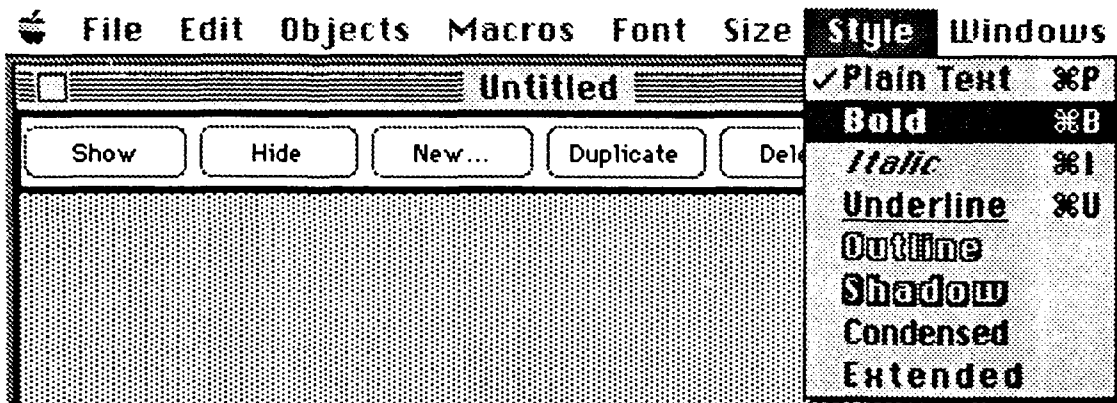 File Edit Objects Macros Font Size Style Windows
Untitled
Show Hide New... Duplicate
✓Plain Text ⌘P
Bold ⌘B
Italic ⌘I
Underline ⌘U
Outline
Shadow
Condensed
Extended